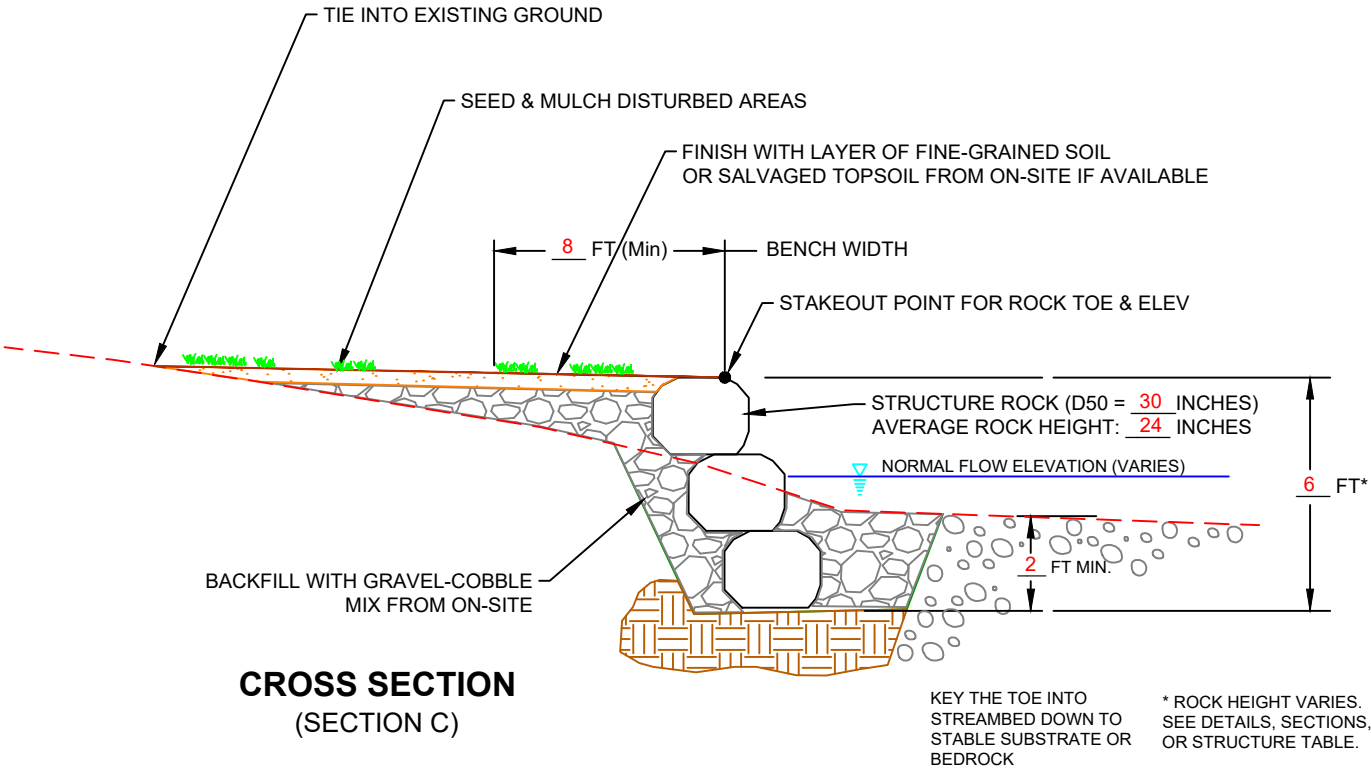 TIE INTO EXISTING GROUND
SEED & MULCH DISTURBED AREAS
FINISH WITH LAYER OF FINE-GRAINED SOIL
OR SALVAGED TOPSOIL FROM ON-SITE IF AVAILABLE
8 FT (Min)
BENCH WIDTH
STAKEOUT POINT FOR ROCK TOE & ELEV
STRUCTURE ROCK (D50 = 30 INCHES)
AVERAGE ROCK HEIGHT: 24 INCHES
NORMAL FLOW ELEVATION (VARIES)
6 FT*
2 FT MIN.
BACKFILL WITH GRAVEL-COBBLE
MIX FROM ON-SITE
CROSS SECTION
(SECTION C)
KEY THE TOE INTO
STREAMBED DOWN TO
STABLE SUBSTRATE OR
BEDROCK
* ROCK HEIGHT VARIES.
SEE DETAILS, SECTIONS,
OR STRUCTURE TABLE.